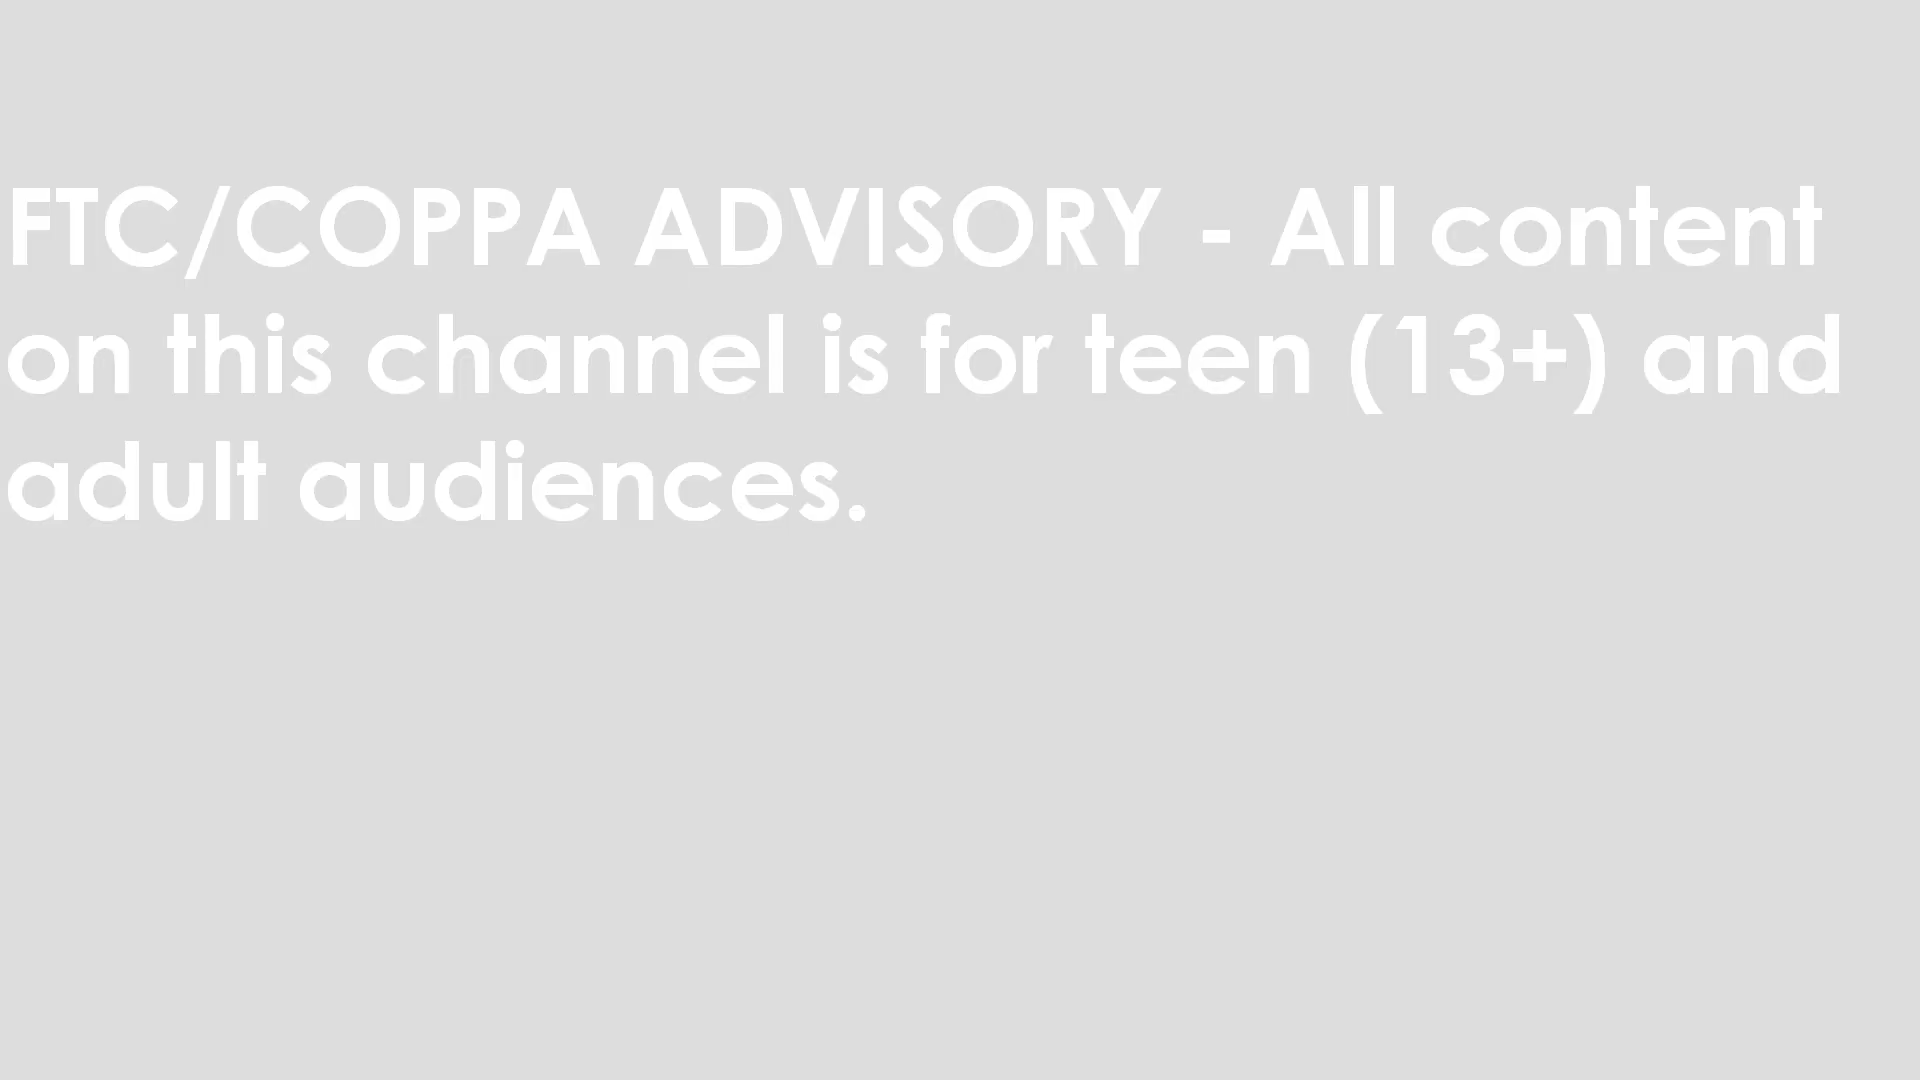 FTC/COPPA ADVISORY - All content
on this channel is for teen (13+) and
adult audiences.